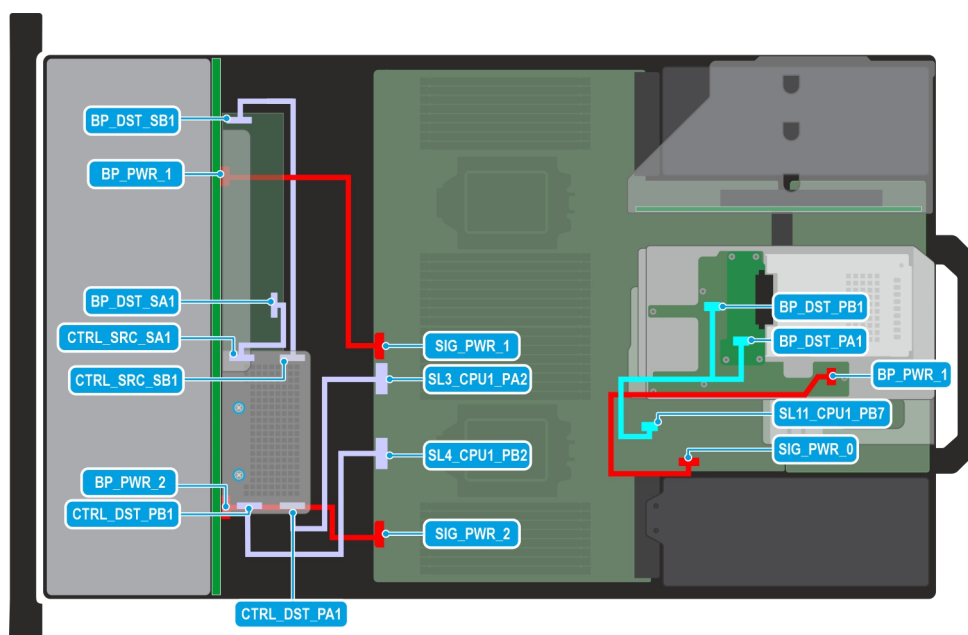 BP_DST_SB1
BP_PWR_1
BP_DST_SA1
CTRL_SRC_SA1
CTRL_SRC_SB1
BP_PWR_2
CTRL_DST_PB1
CTRL_DST_PA1
SIG_PWR_1
SL3_CPU1_PA2
SL4_CPU1_PB2
SIG_PWR_2
BP_DST_PB1
BP_DST_PA1
BP_PWR_1
SL11_CPU1_PB7
SIG_PWR_0